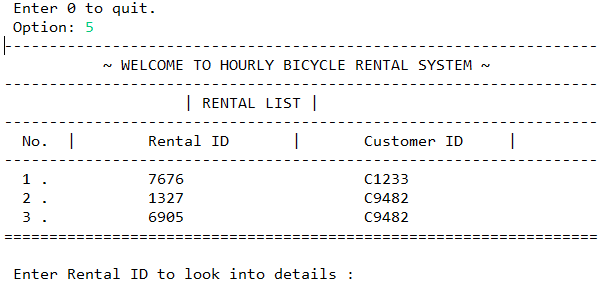 Enter 0 to quit.
Option: 5
------------------------------------------------------------------
~ WELCOME TO HOURLY BICYCLE RENTAL SYSTEM ~
------------------------------------------------------------------
| RENTAL LIST |
------------------------------------------------------------------
No. | Rental ID | Customer ID |
------------------------------------------------------------------
1 . 7676 C1233
2 . 1327 C9482
3 . 6905 C9482
==================================================================
Enter Rental ID to look into details :